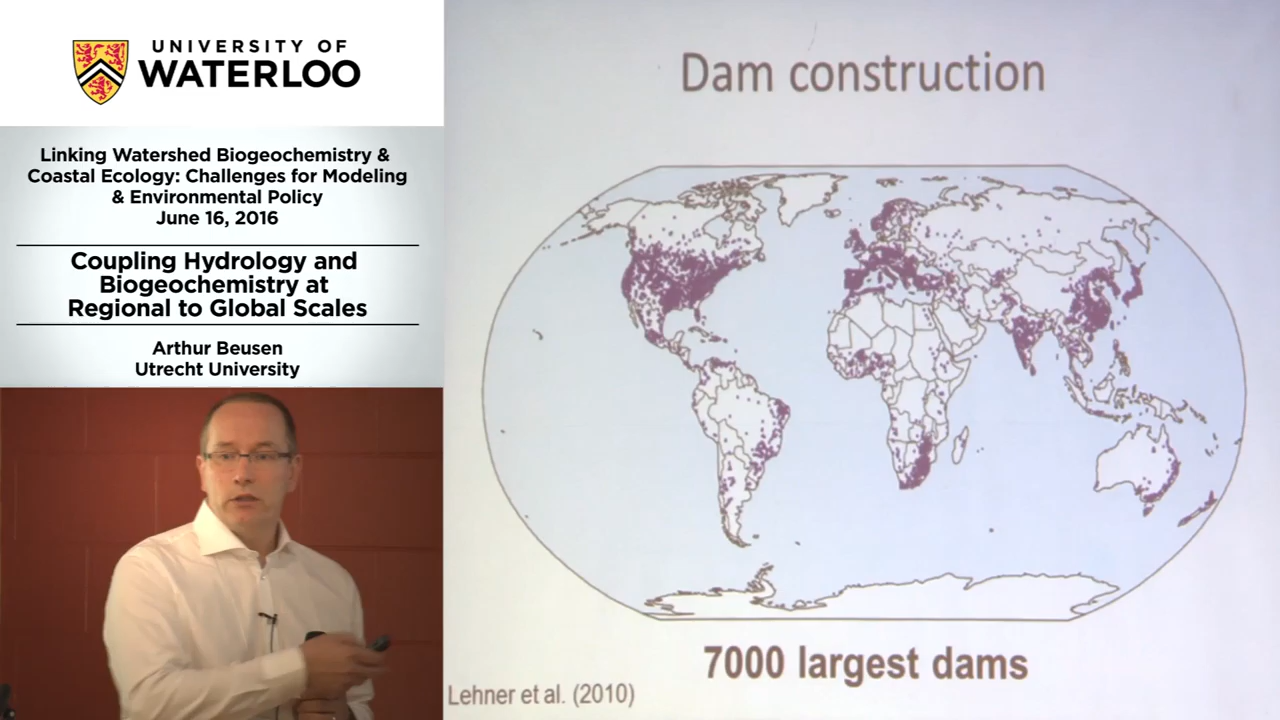 UNIVERSITY OF
WATERLOO
Linking Watershed Biogeochemistry &
Coastal Ecology: Challenges for Modeling
& Environmental Policy
June 16, 2016
Coupling Hydrology and
Biogeochemistry at
Regional to Global Scales
Arthur Beusen
Utrecht University
Dam construction
7000 largest dams
Lehner et al. (2010)